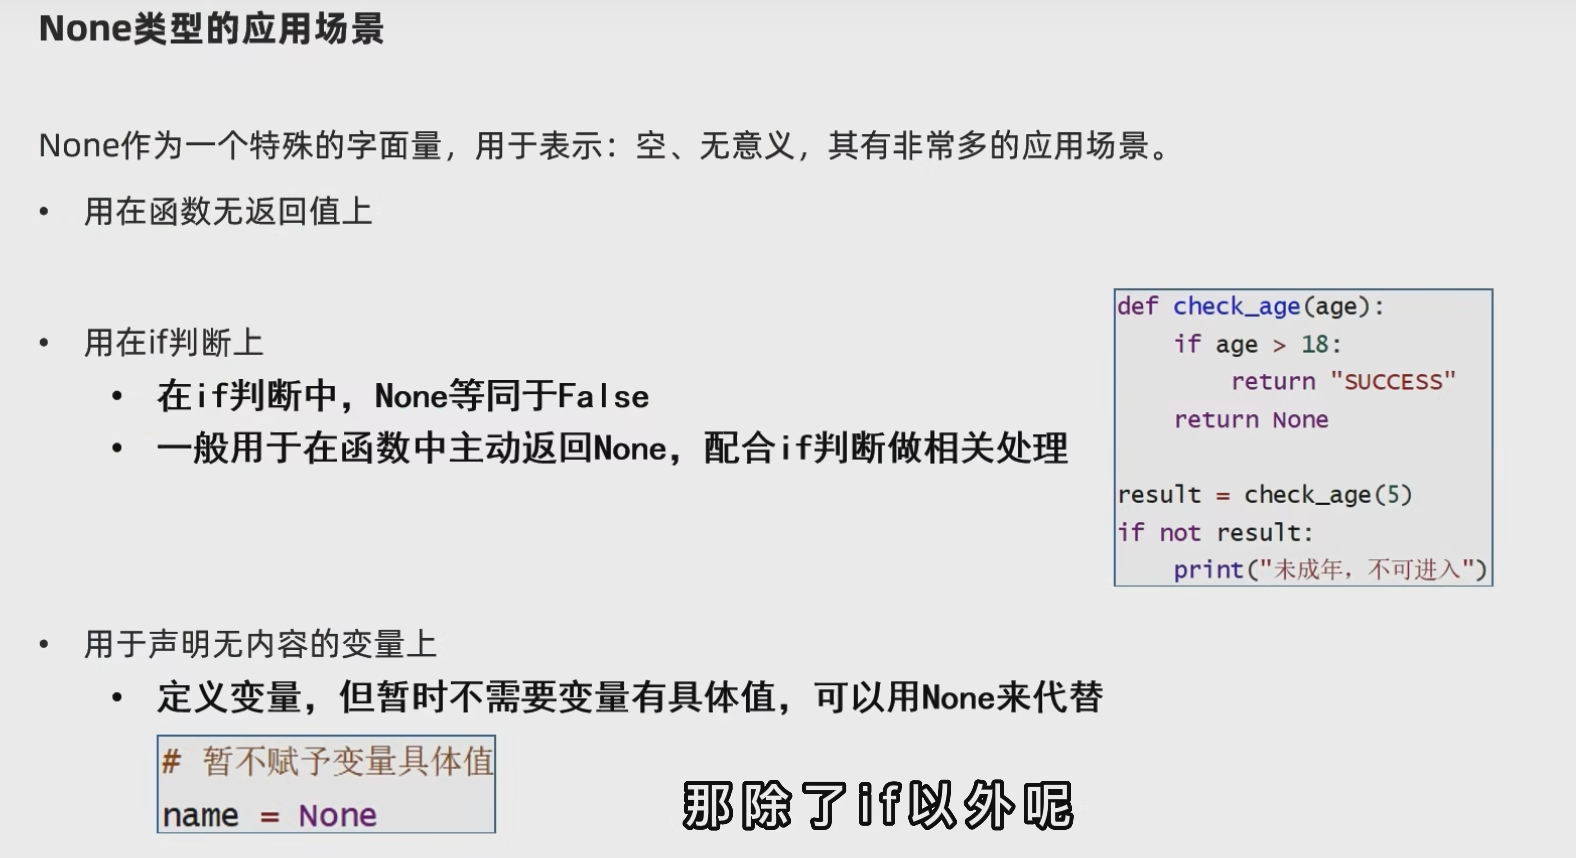 None类型的应用场景
None作为一个特殊的字面量，用于表示：空、无意义，其有非常多的应用场景。
• 用在函数无返回值上
• 用在if判断上
• 在if判断中，None等同于False
• 一般用于在函数中主动返回None，配合if判断做相关处理
def check_age(age):
    if age > 18:
        return "SUCCESS"
    return None
result = check_age(5)
if not result:
    print("未成年，不可进入")
• 用于声明无内容的变量上
• 定义变量，但暂时不需要变量有具体值，可以用None来代替
# 暂不赋予变量具体值
name = None
那除了if以外呢